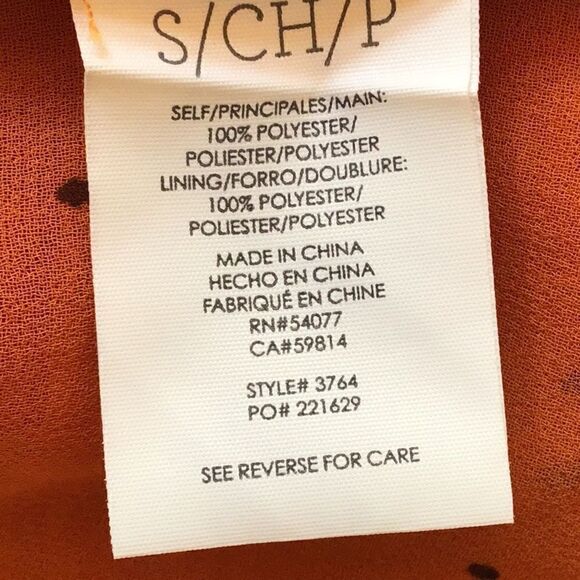 S/CH/P
SELF/PRINCIPALES/MAIN:
100% POLYESTER/
POLIESTER/POLYESTER
LINING/FORRO/DOUBLURE:
100% POLYESTER/
POLIESTER/POLYESTER
MADE IN CHINA
HECHO EN CHINA
FABRIQUÉ EN CHINE
RN#54077
CA#59814
STYLE# 3764
PO# 221629
SEE REVERSE FOR CARE